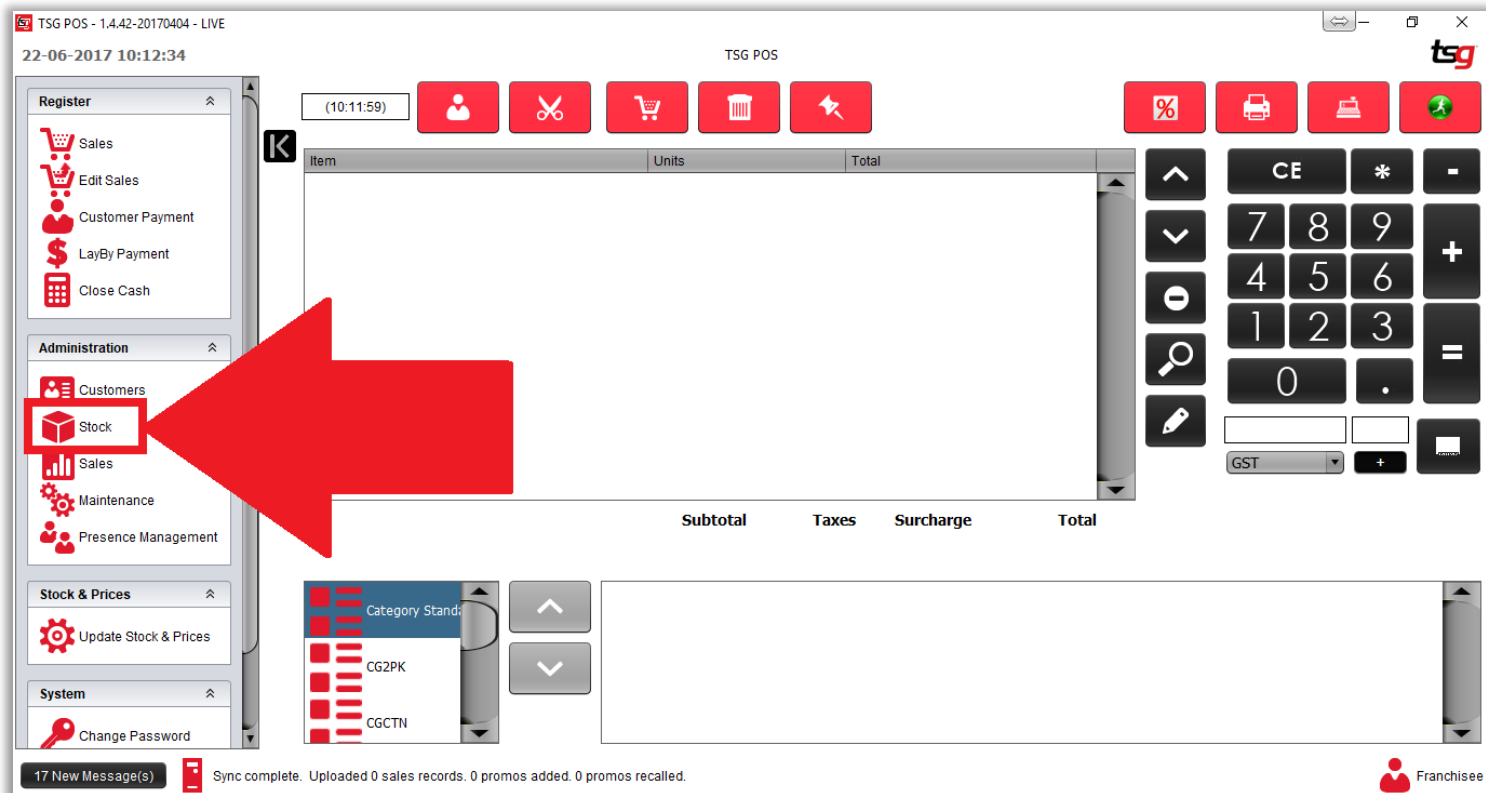 TSG POS - 1.4.42-20170404 - LIVE
22-06-2017 10:12:34
TSG POS
tsg
Register
Sales
Edit Sales
Customer Payment
LayBy Payment
Close Cash
Administration
Customers
Stock
Sales
Maintenance
Presence Management
Stock & Prices
Update Stock & Prices
System
Change Password
(10:11:59)
%
Item Units Total
CE * -
7 8 9 +
4 5 6
1 2 3 =
0 .
GST +
Subtotal Taxes Surcharge Total
Category Standa
CG2PK
CGCTN
17 New Message(s) Sync complete. Uploaded 0 sales records. 0 promos added. 0 promos recalled. Franchisee